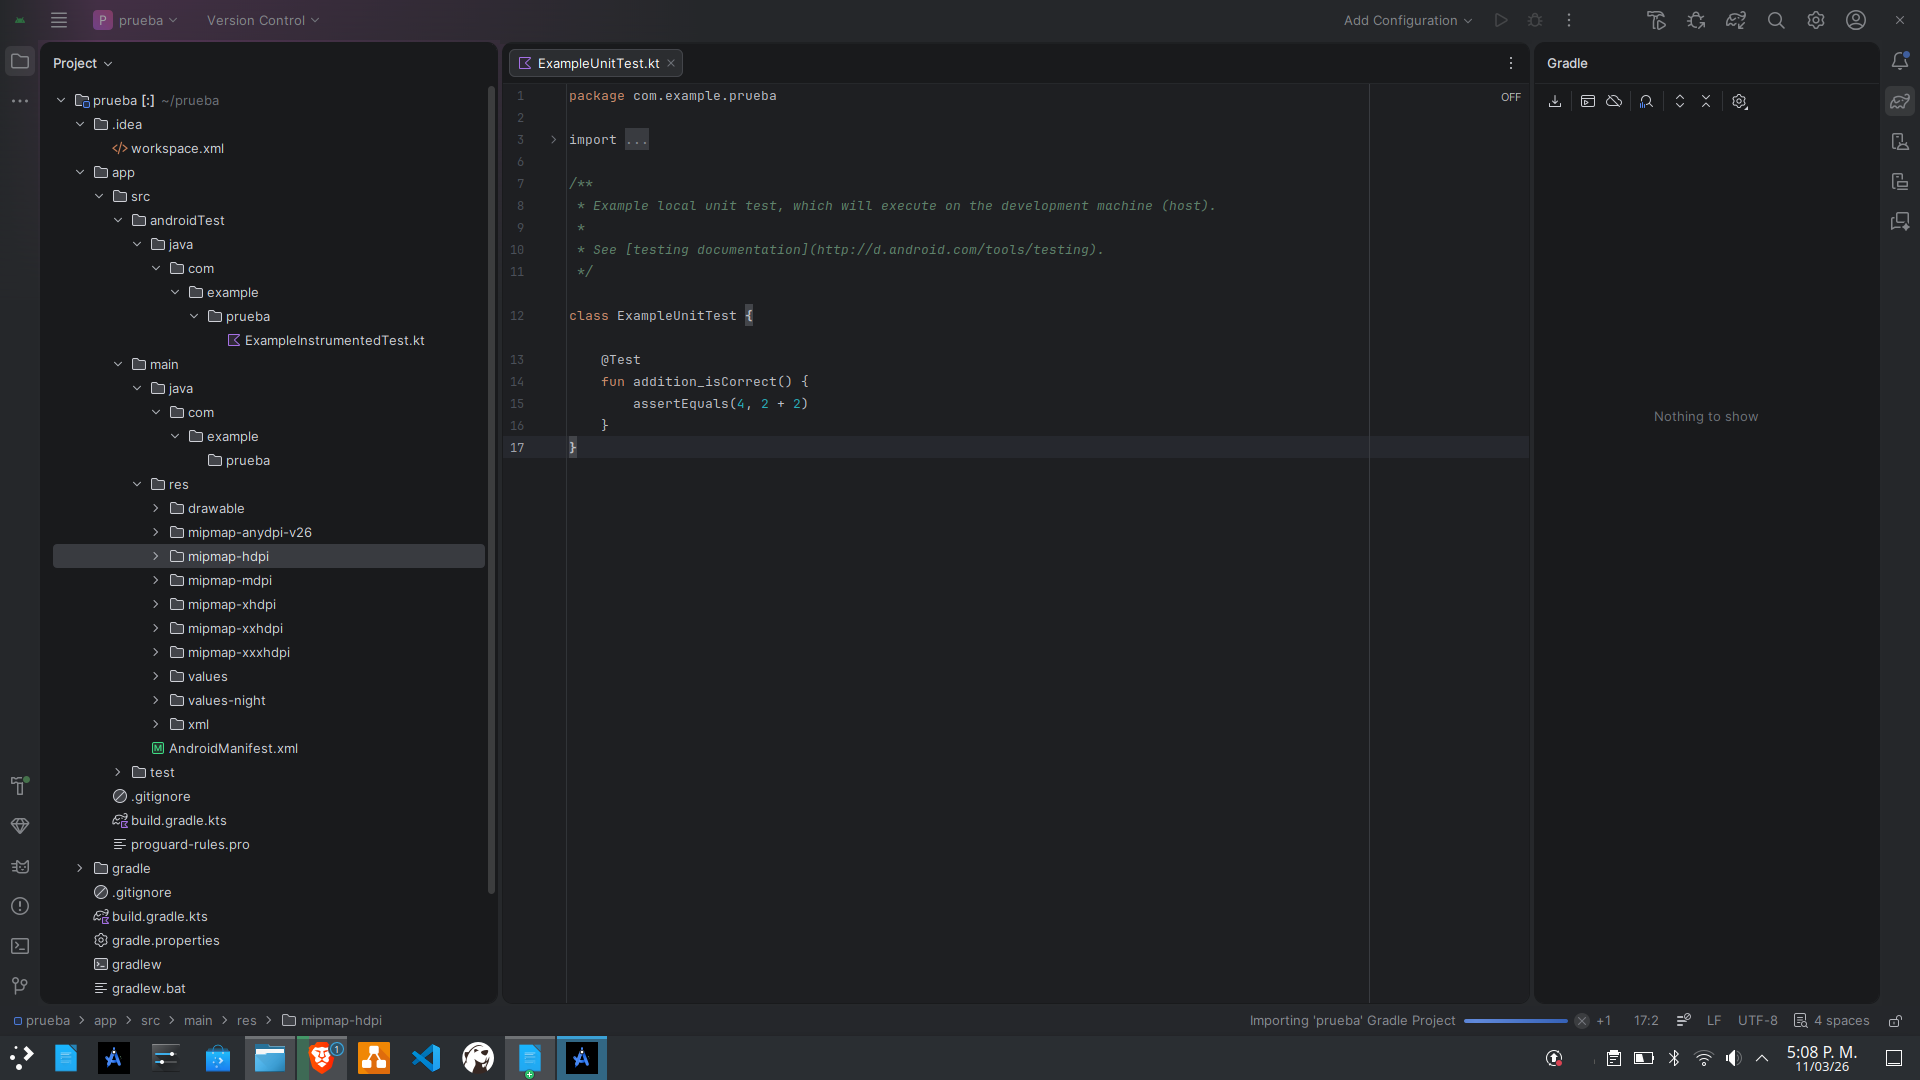 P prueba Version Control Add Configuration
Project
prueba [:] ~/prueba
.idea
workspace.xml
app
src
androidTest
java
com
example
prueba
ExampleInstrumentedTest.kt
main
java
com
example
prueba
res
drawable
mipmap-anydpi-v26
mipmap-hdpi
mipmap-mdpi
mipmap-xhdpi
mipmap-xxhdpi
mipmap-xxxhdpi
values
values-night
xml
AndroidManifest.xml
test
.gitignore
build.gradle.kts
proguard-rules.pro
gradle
.gitignore
build.gradle.kts
gradle.properties
gradlew
gradlew.bat
ExampleUnitTest.kt
1 package com.example.prueba
OFF
2
3 import ...
6
7 /**
8 * Example local unit test, which will execute on the development machine (host).
9 *
10 * See [testing documentation](http://d.android.com/tools/testing).
11 */
12 class ExampleUnitTest {
13 @Test
14 fun addition_isCorrect() {
15 assertEquals(4, 2 + 2)
16 }
17 }
Gradle
Nothing to show
prueba > app > src > main > res > mipmap-hdpi
Importing 'prueba' Gradle Project +1 17:2 LF UTF-8 4 spaces
1
5:08 P. M.
11/03/26